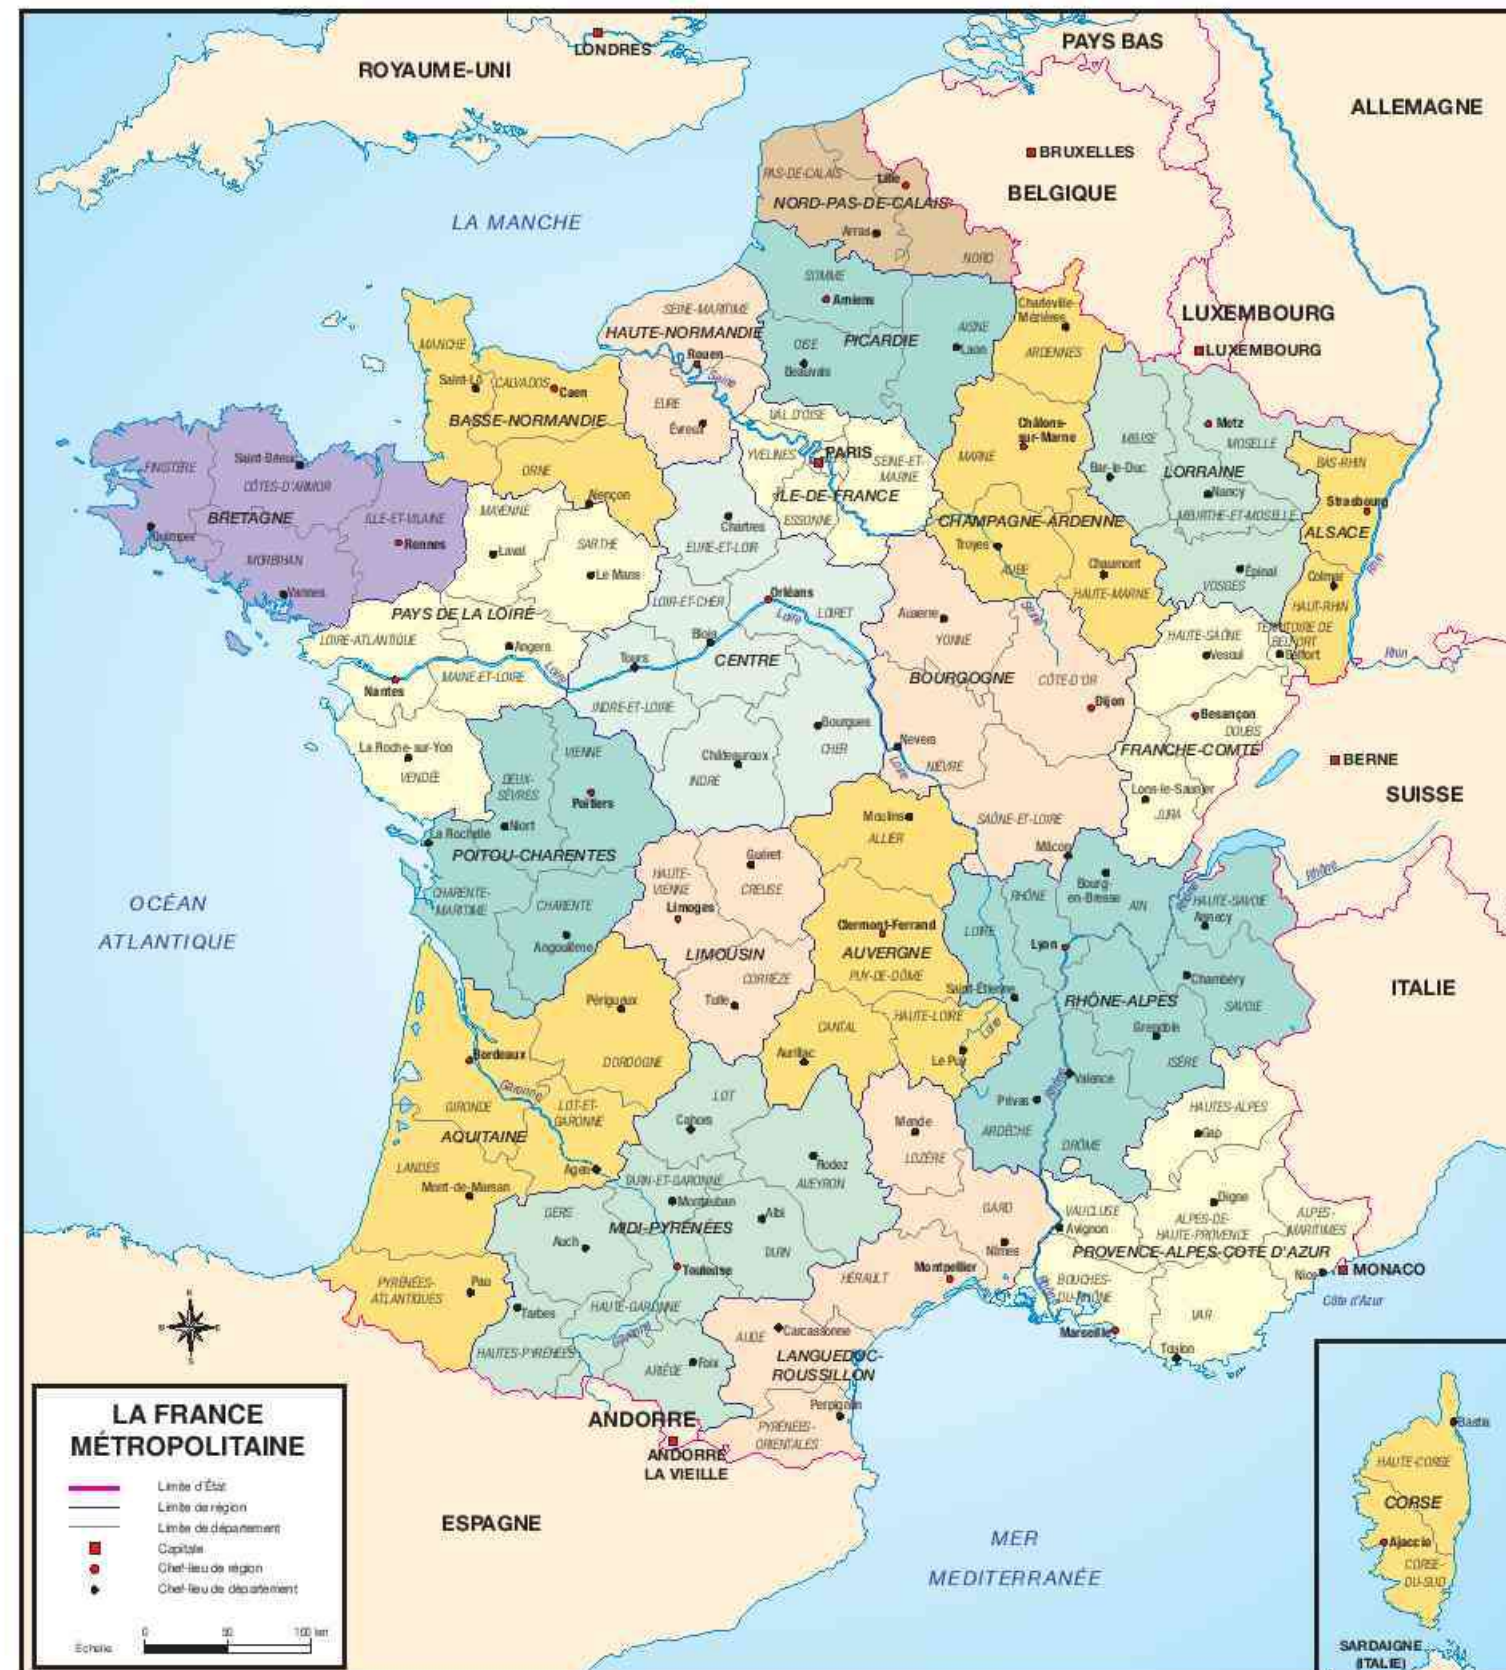 LONDRES
ROYAUME-UNI
PAYS BAS
ALLEMAGNE
BRUXELLES
BELGIQUE
LA MANCHE
PAS-DE-CALAIS
Lille
NORD-PAS-DE-CALAIS
Arras
NORD
SOMME
Amiens
OISE
PICARDIE
AISNE
Laon
Beauvais
Charleville-
Mézières
ARDENNES
LUXEMBOURG
LUXEMBOURG
SEINE-MARITIME
HAUTE-NORMANDIE
Rouen
Seine
EURE
Évreux
MANCHE
Saint-Lô
CALVADOS
Caen
BASSE-NORMANDIE
ORNE
Alençon
VAL D'OISE
YVELINES
PARIS
SEINE-ET-
MARNE
ÎLE-DE-FRANCE
ESSONNE
MARNE
Châlons-
sur-Marne
CHAMPAGNE-ARDENNE
Troyes
AUBE
Chaumont
HAUTE-MARNE
Seine
MEUSE
Metz
MOSELLE
Bar-le-Duc
LORRAINE
Nancy
MEURTHE-ET-MOSELLE
Épinal
VOSGES
BAS-RHIN
Strasbourg
ALSACE
Colmar
HAUT-RHIN
Rhin
Rhin
FINISTÈRE
Saint-Brieuc
CÔTES-D'ARMOR
BRETAGNE
ILLE-ET-VILAINE
Rennes
Quimper
MORBIHAN
Vannes
MAYENNE
Laval
SARTHE
Le Mans
PAYS DE LA LOIRE
LOIRE-ATLANTIQUE
Angers
MAINE-ET-LOIRE
Loire
Nantes
La Roche-sur-Yon
VENDÉE
Chartres
EURE-ET-LOIR
LOIR-ET-CHER
Orléans
Loire
LOIRET
Blois
Tours
CENTRE
INDRE-ET-LOIRE
Bourgues
CHER
Châteauroux
INDRE
Auxerre
YONNE
BOURGOGNE
CÔTE-D'OR
Dijon
Nevers
Loire
NIÈVRE
SAÔNE-ET-LOIRE
Mâcon
HAUTE-SAÔNE
Vesoul
TERRITOIRE DE
BELFORT
Belfort
Besançon
DOUBS
FRANCHE-COMTÉ
Lons-le-Saunier
JURA
BERNE
SUISSE
VIENNE
DEUX-
SÈVRES
Poitiers
Niort
La Rochelle
POITOU-CHARENTES
CHARENTE-
MARITIME
CHARENTE
Angoulême
HAUTE-
VIENNE
Guéret
CREUSE
Limoges
LIMOUSIN
CORRÈZE
Tulle
Moulins
ALLIER
Clermont-Ferrand
AUVERGNE
PUY-DE-DÔME
CANTAL
HAUTE-LOIRE
Loire
Le Puy
Aurillac
OCÉAN
ATLANTIQUE
Bourg-
en-Bresse
AIN
RHÔNE
LOIRE
Lyon
Rhône
Rhône
HAUTE-SAVOIE
Annecy
Chambéry
SAVOIE
Saint-Étienne
RHÔNE-ALPES
Grenoble
ISÈRE
Valence
Rhône
Privas
ARDÈCHE
DRÔME
ITALIE
Périgueux
DORDOGNE
Bordeaux
Garonne
GIRONDE
LOT-ET-
GARONNE
AQUITAINE
Agen
LANDES
Mont-de-Marsan
PYRÉNÉES-
ATLANTIQUES
Pau
LOT
Cahors
TARN-ET-GARONNE
Montauban
Rodez
AVEYRON
GERS
MIDI-PYRÉNÉES
Albi
TARN
Auch
Toulouse
Tarbes
HAUTE-GARONNE
Garonne
HAUTES-PYRÉNÉES
ARIÈGE
Foix
Mende
LOZÈRE
GARD
Nîmes
Montpellier
HÉRAULT
AUDE
Carcassonne
LANGUEDOC-
ROUSSILLON
Perpignan
PYRÉNÉES-
ORIENTALES
HAUTES-ALPES
Gap
VAUCLUSE
Avignon
Digne
ALPES-DE-
HAUTE-PROVENCE
ALPES-
MARITIMES
PROVENCE-ALPES-COTE D'AZUR
BOUCHES-
DU-RHÔNE
Rhône
VAR
Nice
MONACO
Côte d'Azur
Marseille
Toulon
ANDORRE
ANDORRE
LA VIEILLE
ESPAGNE
MER
MEDITERRANÉE
Bastia
HAUTE-CORSE
CORSE
Ajaccio
CORSE-
DU-SUD
SARDAIGNE
(ITALIE)
N
E
S
O
LA FRANCE
MÉTROPOLITAINE
Limite d'État
Limite de région
Limite de département
Capitale
Chef-lieu de région
Chef-lieu de département
Echelle
0 50 100 km